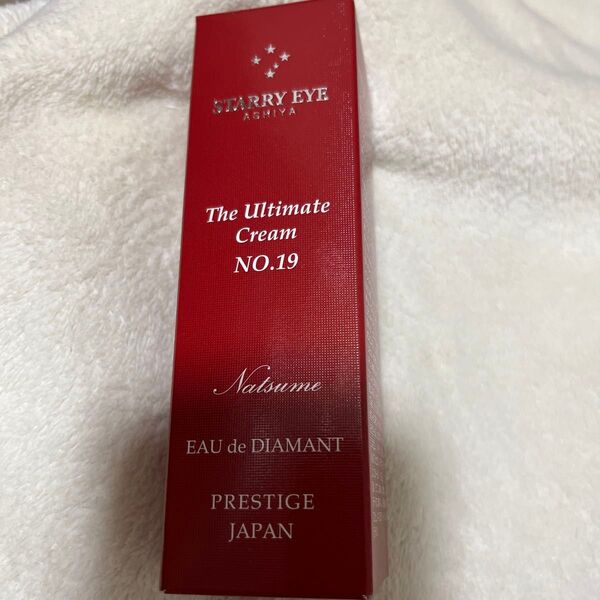 STARRY EYE
ASHIYA
The Ultimate
Cream
NO.19
Natsume
EAU de DIAMANT
PRESTIGE
JAPAN